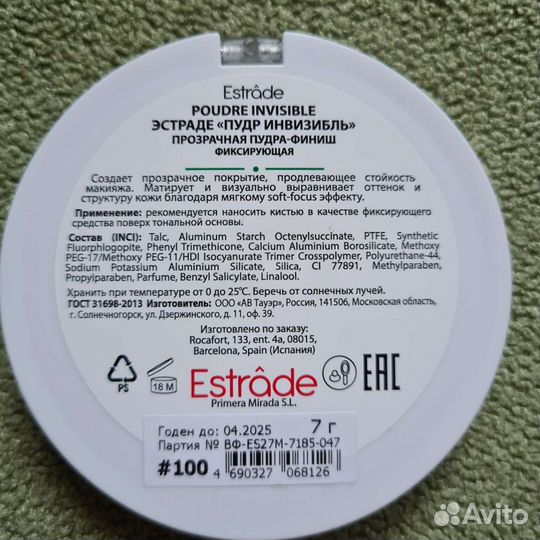 Estrade
POUDRE INVISIBLE
ЭСТРАДЕ «ПУДР ИНВИЗИБЛЬ»
ПРОЗРАЧНАЯ ПУДРА-ФИНИШ
ФИКСИРУЮЩАЯ
Создает прозрачное покрытие, продлевающее стойкость
макияжа. Матирует и визуально выравнивает оттенок и
структуру кожи благодаря мягкому soft-focus эффекту.
Применение: рекомендуется наносить кистью в качестве фиксирующего
средства поверх тональной основы.
Состав (INCI): Talc, Aluminum Starch Octenylsuccinate, PTFE, Synthetic
Fluorphlogopite, Phenyl Trimethicone, Calcium Aluminium Borosilicate, Methoxy
PEG-17/Methoxy PEG-11/HDI Isocyanurate Trimer Crosspolymer, Polyurethane-44,
Sodium Potassium Aluminium Silicate, Silica, CI 77891, Methylparaben,
Propylparaben, Parfume, Benzyl Salicylate, Linalool.
Хранить при температуре от 0 до 25°С. Беречь от солнечных лучей.
ГОСТ 31698-2013 Изготовитель: ООО «АВ Тауэр», Россия, 141506, Московская область,
г. Солнечногорск, ул. Дзержинского, д. 11, оф. 39.
Изготовлено по заказу:
Rocafort, 133, ent. 4a, 08015,
Barcelona, Spain (Испания)
PS
18 M
Estrâde
Primera Mirada S.L.
EAC
Годен до: 04.2025 7 г
Партия № ВФ-ES27M-7185-047
#100
4 690327 068126
Avito